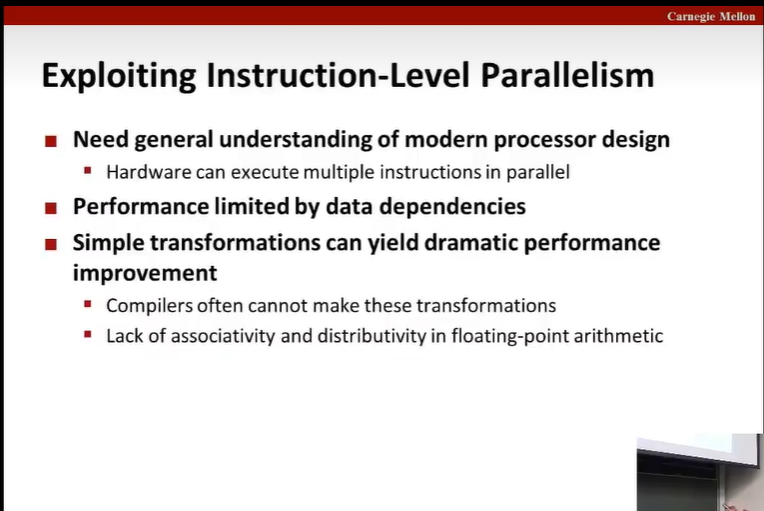 Carnegie Mellon
Exploiting Instruction-Level Parallelism
Need general understanding of modern processor design
Hardware can execute multiple instructions in parallel
Performance limited by data dependencies
Simple transformations can yield dramatic performance
improvement
Compilers often cannot make these transformations
Lack of associativity and distributivity in floating-point arithmetic